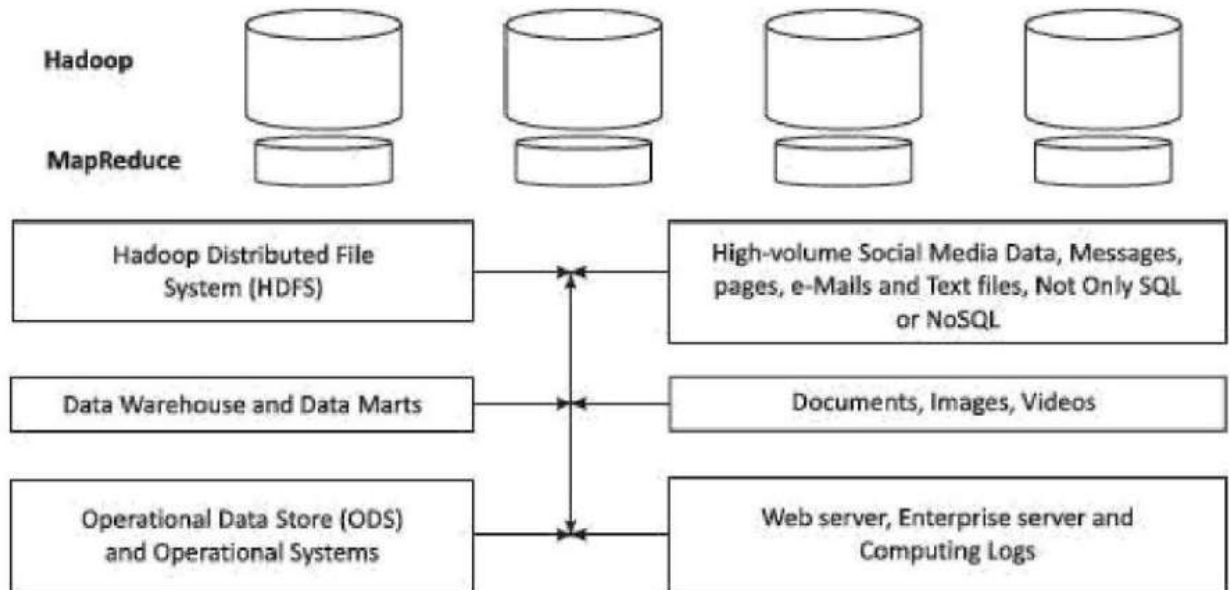 Hadoop
MapReduce
Hadoop Distributed File
System (HDFS)
High-volume Social Media Data, Messages,
pages, e-Mails and Text files, Not Only SQL
or NoSQL
Data Warehouse and Data Marts
Documents, Images, Videos
Operational Data Store (ODS)
and Operational Systems
Web server, Enterprise server and
Computing Logs